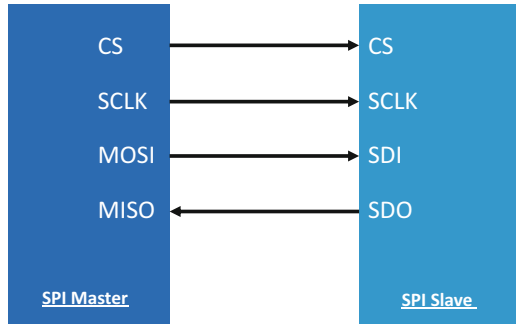 CS CS
SCLK SCLK
MOSI SDI
MISO SDO
SPI Master SPI Slave